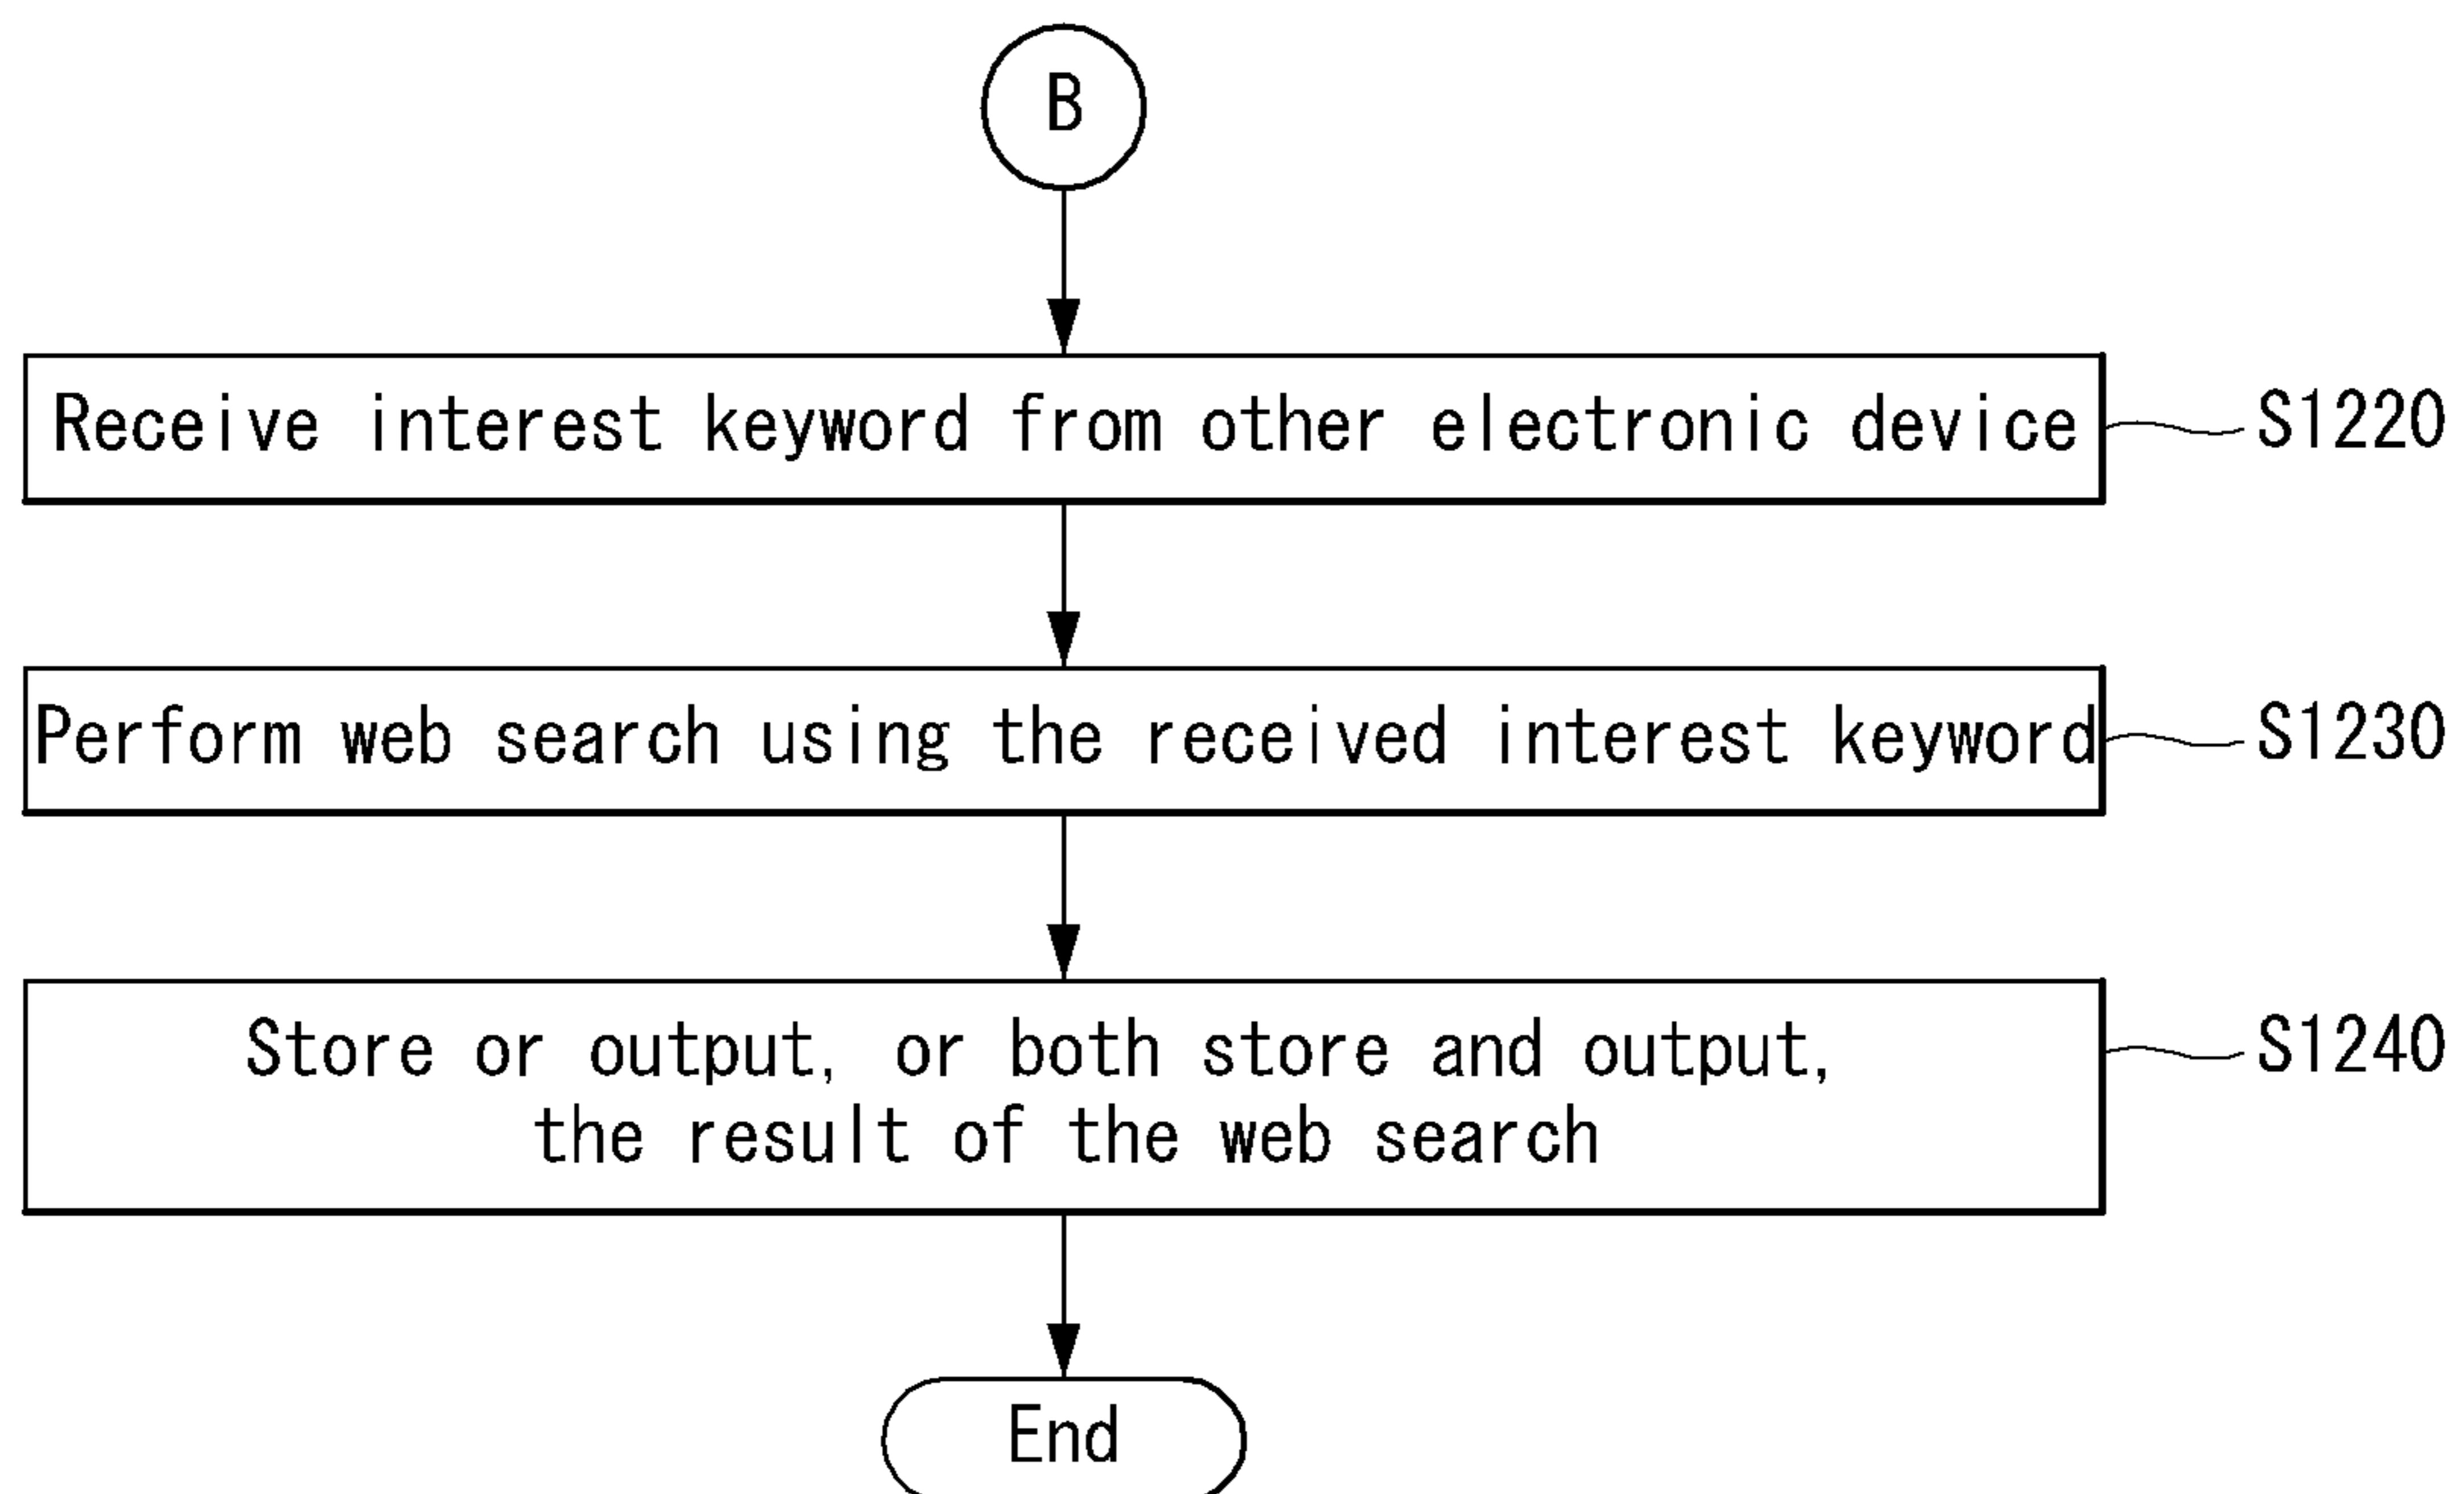 B
Receive interest keyword from other electronic device
S1220
Perform web search using the received interest keyword
S1230
Store or output, or both store and output,
S1240
the result of the web search
End